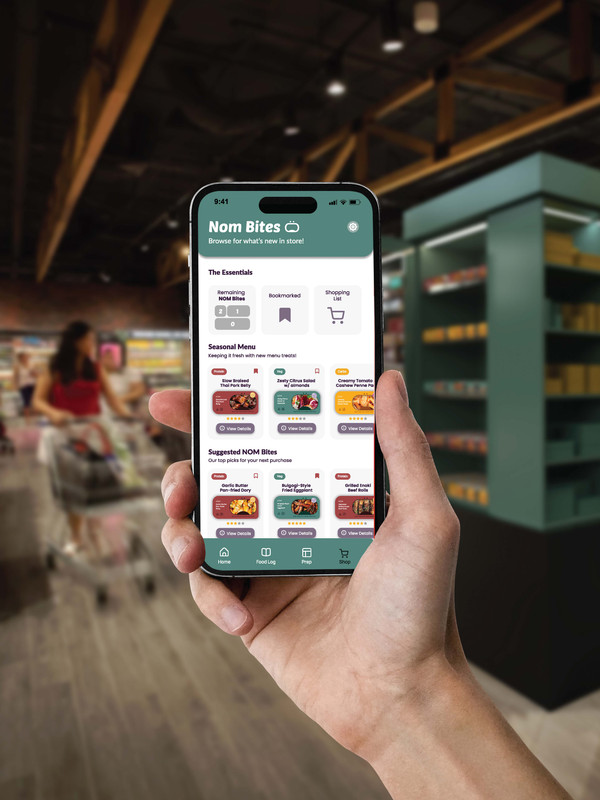 9:41
Nom Bites
Browse for what's new in store!
The Essentials
Remaining
NOM Bites
2 1
0
Bookmarked
Shopping
List
Seasonal Menu
Keeping it fresh with new menu treats!
Protein
Slow Braised
Thai Pork Belly
View Details
Veg
Zesty Citrus Salad
w/ almonds
View Details
Creamy Tomato
Cashew Penne Pa
View Details
Suggested NOM Bites
Our top picks for your next purchase
Protein
Garlic Butter
Pan-fried Dory
View Details
Veg
Bulgogi-Style
Fried Eggplant
View Details
Protein
Grilled Enoki
Beef Rolls
View Details
Home
Food Log
Prep
Shop